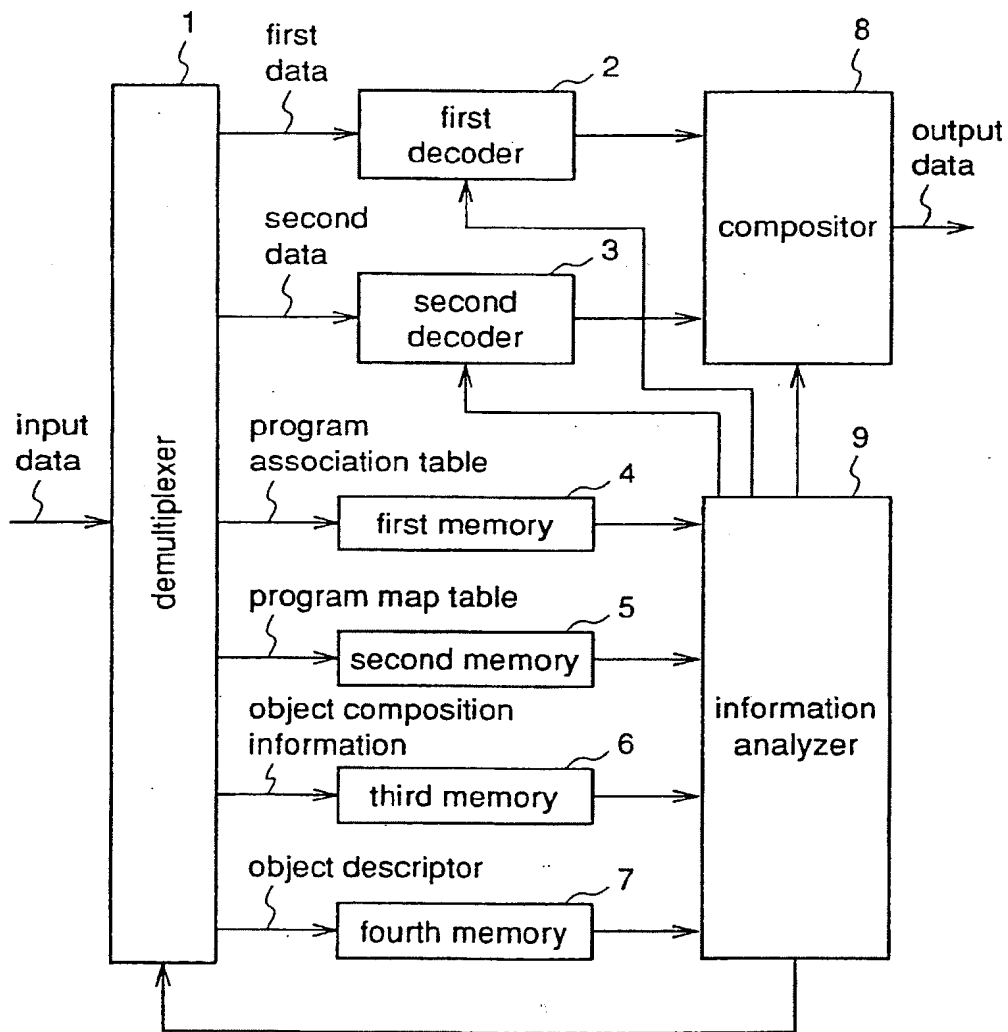 1
first
data
2
first
decoder
8
output
data
compositor
second
data
3
second
decoder
input
data
demultiplexer
program
association table
4
first memory
9
program map table
5
second memory
information
analyzer
object composition
information
6
third memory
object descriptor
7
fourth memory